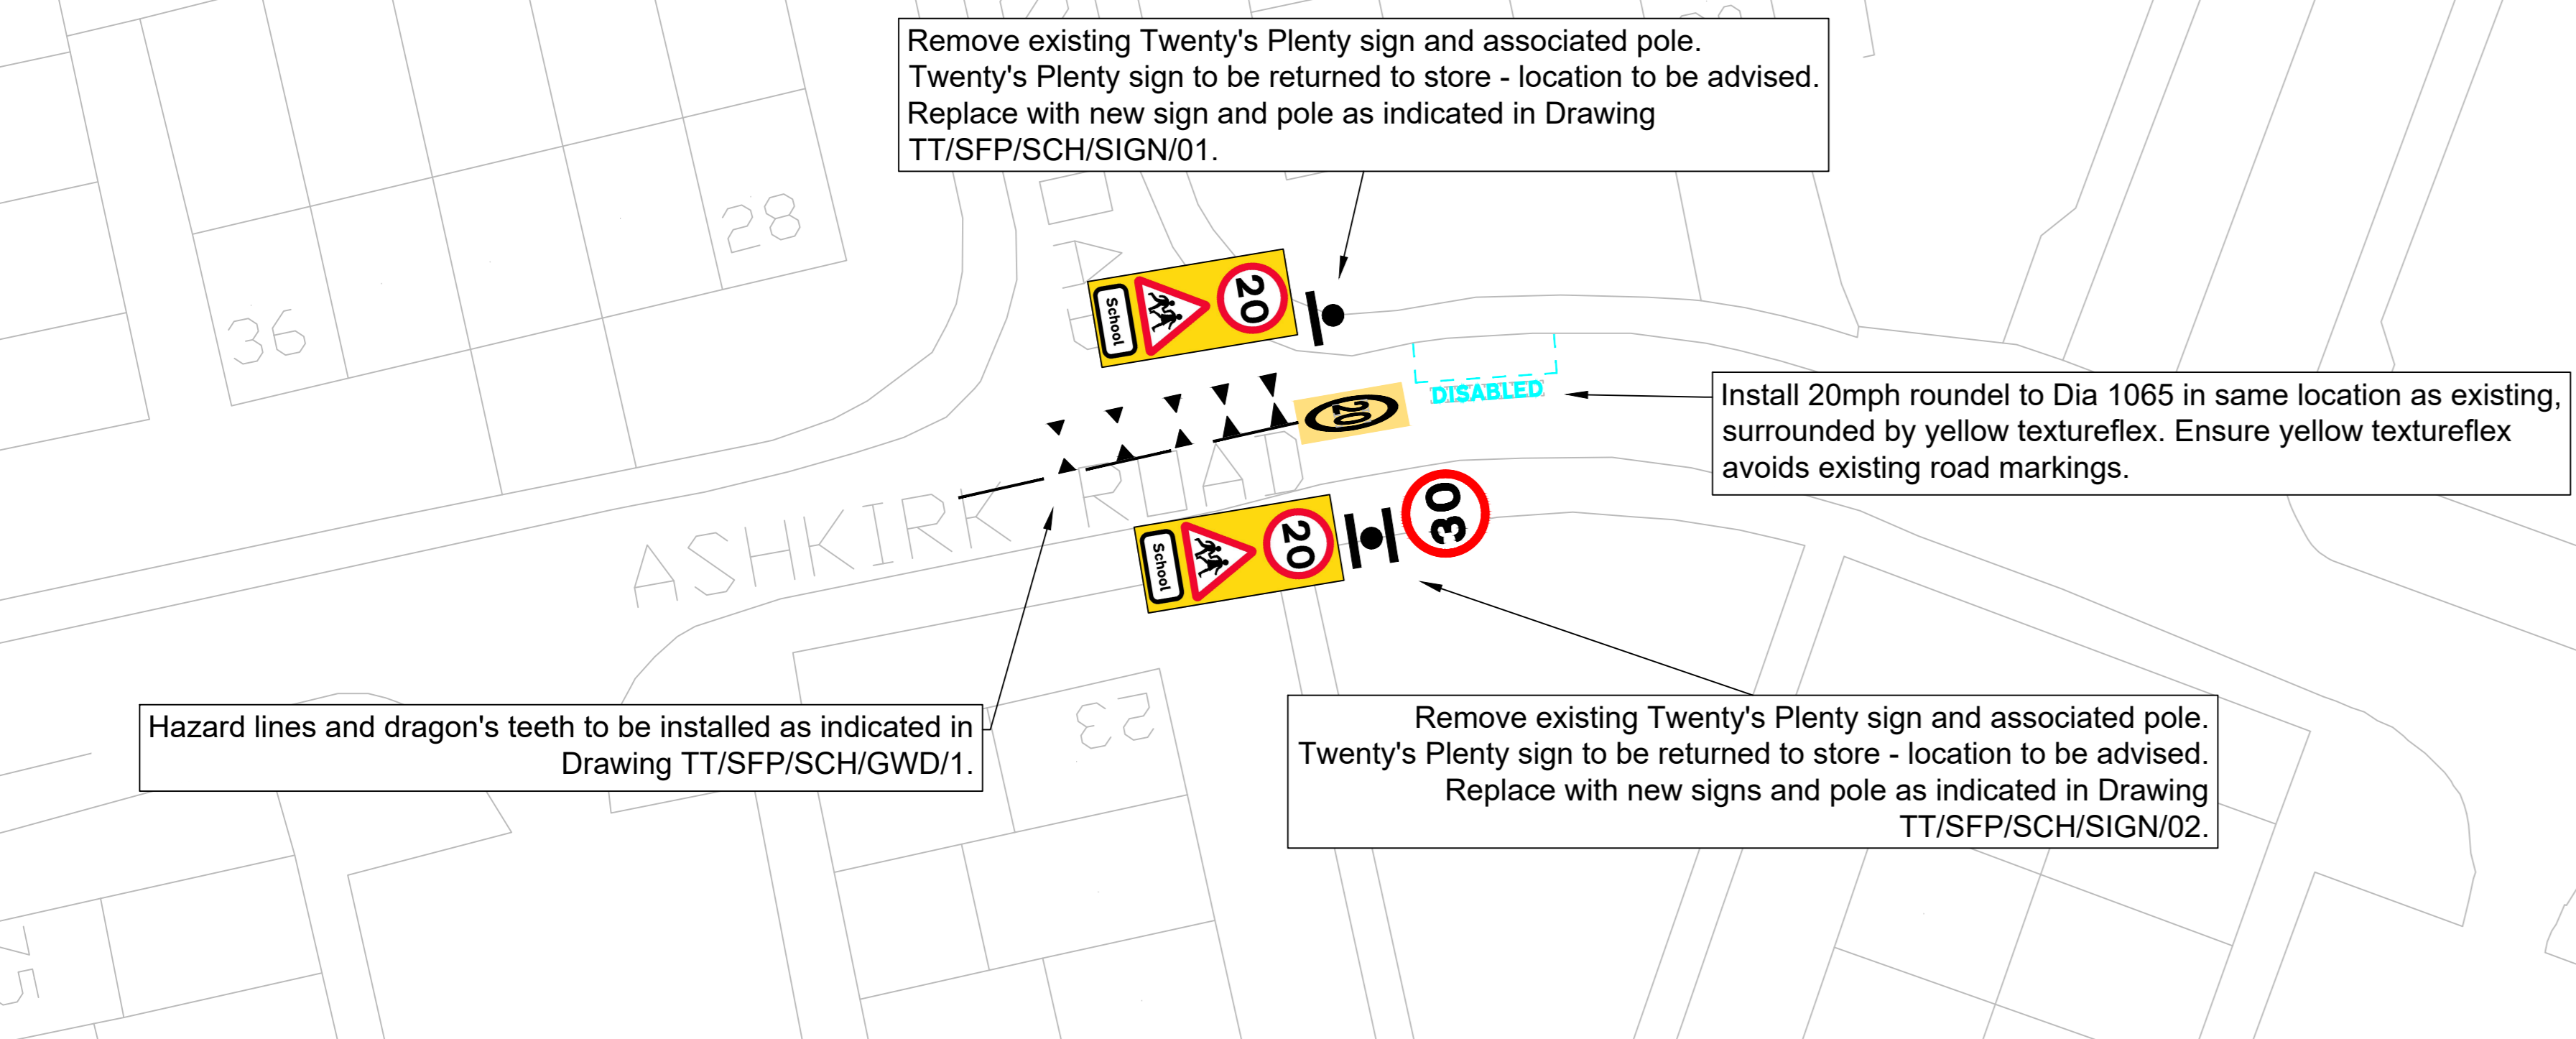 Remove existing Twenty's Plenty sign and associated pole.
Twenty's Plenty sign to be returned to store - location to be advised.
Replace with new sign and pole as indicated in Drawing
TT/SFP/SCH/SIGN/01.
28
36
School
20
DISABLED
20
Install 20mph roundel to Dia 1065 in same location as existing,
surrounded by yellow textureflex. Ensure yellow textureflex
avoids existing road markings.
ASHKIRK ROAD
School
20
30
Hazard lines and dragon's teeth to be installed as indicated in
Drawing TT/SFP/SCH/GWD/1.
23
Remove existing Twenty's Plenty sign and associated pole.
Twenty's Plenty sign to be returned to store - location to be advised.
Replace with new signs and pole as indicated in Drawing
TT/SFP/SCH/SIGN/02.